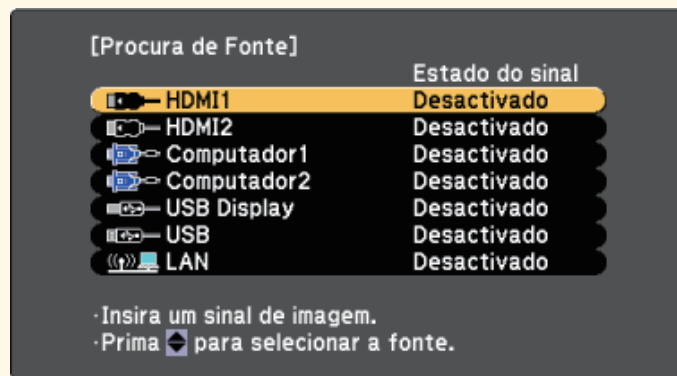 [Procura de Fonte]
Estado do sinal
HDMI1 Desactivado
HDMI2 Desactivado
Computador1 Desactivado
Computador2 Desactivado
USB Display Desactivado
USB Desactivado
LAN Desactivado
·Insira um sinal de imagem.
·Prima para selecionar a fonte.